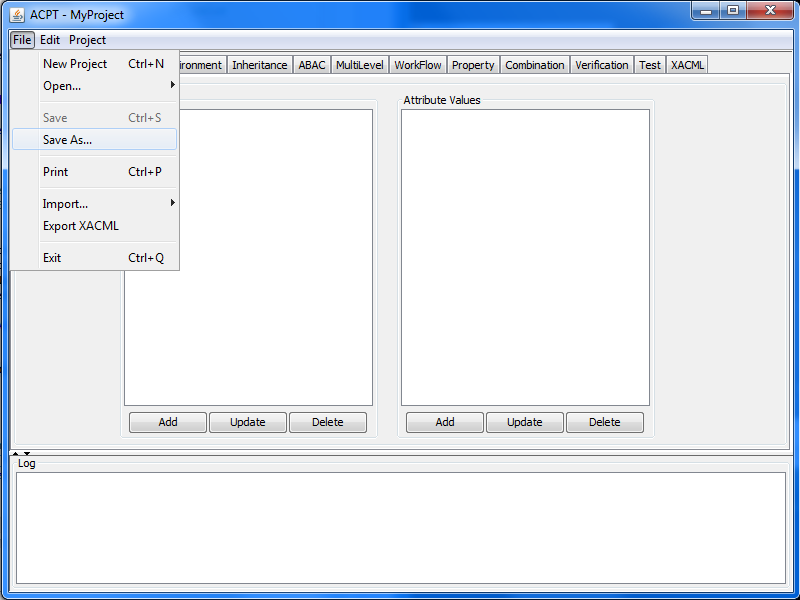 ACPT - MyProject
File Edit Project
New Project Ctrl+N
Open...
Save Ctrl+S
Save As...
Print Ctrl+P
Import...
Export XACML
Exit Ctrl+Q
ironment Inheritance ABAC MultiLevel WorkFlow Property Combination Verification Test XACML
Attribute Values
Add Update Delete Add Update Delete
Log